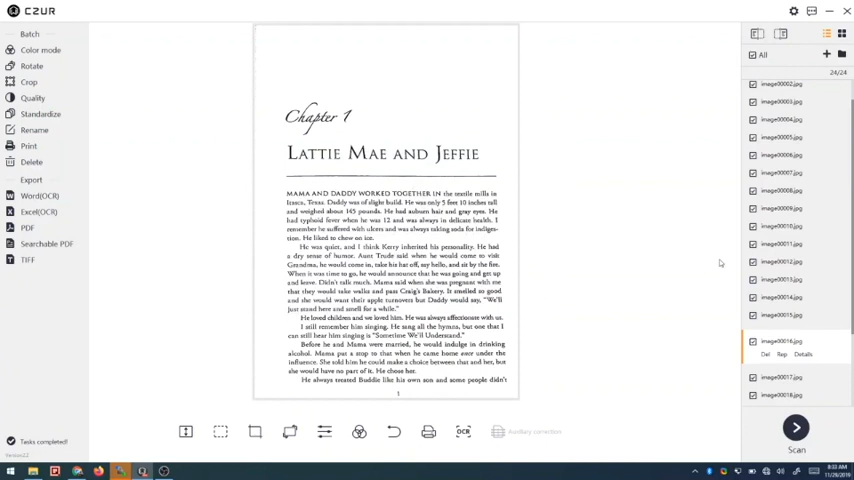 CZUR
Batch
Color mode
Rotate
Crop
Quality
Standardize
Rename
Print
Delete
Export
Word(OCR)
Excel(OCR)
PDF
Searchable PDF
TIFF
Tasks completed!
Chapter 1
LATTIE MAE AND JEFFIE
MAMA AND DADDY WORKED TOGETHER IN the textile mills in
Itasca, Texas. Daddy was of slight build. He was only 5 feet 10 inches tall
and weighed about 145 pounds. He had auburn hair and gray eyes. He
had typhoid fever when he was 12 and was always in delicate health. I
remember he suffered with ulcers and was always taking soda for indiges-
tion. He liked to chew on ice.
He was quiet, and I think Kerry inherited his personality. He had
a dry sense of humor. Aunt Trude said when he would come to visit
Grandma, he would come in, take his hat off, say hello, and sit by the fire.
When it was time to go, he would announce that he was going and get up
and leave. Didn't talk much. Mama said when she was pregnant with me
that they would take walks and pass Craig's Bakery. It smelled so good
and she would want their apple turnovers but Daddy would say, "We'll
just stand here and smell for a while."
He loved children and we loved him. He was always affectionate with us.
I still remember him singing. He sang all the hymns, but one that I
can still hear him singing is "Sometime We'll Understand."
Before he and Mama were married, he would indulge in drinking
alcohol. Mama put a stop to that when he came home once under the
influence. She told him he could make a choice between that and her, but
she would have no part of it. He chose her.
He always treated Buddie like his own son and some people didn't
1
OCR
Auxiliary correction
All
24/24
image00002.jpg
image00003.jpg
image00004.jpg
image00005.jpg
image00006.jpg
image00007.jpg
image00008.jpg
image00009.jpg
image00010.jpg
image00011.jpg
image00012.jpg
image00013.jpg
image00014.jpg
image00015.jpg
image00016.jpg
Del Rep Details
image00017.jpg
image00018.jpg
Scan
8:33 AM